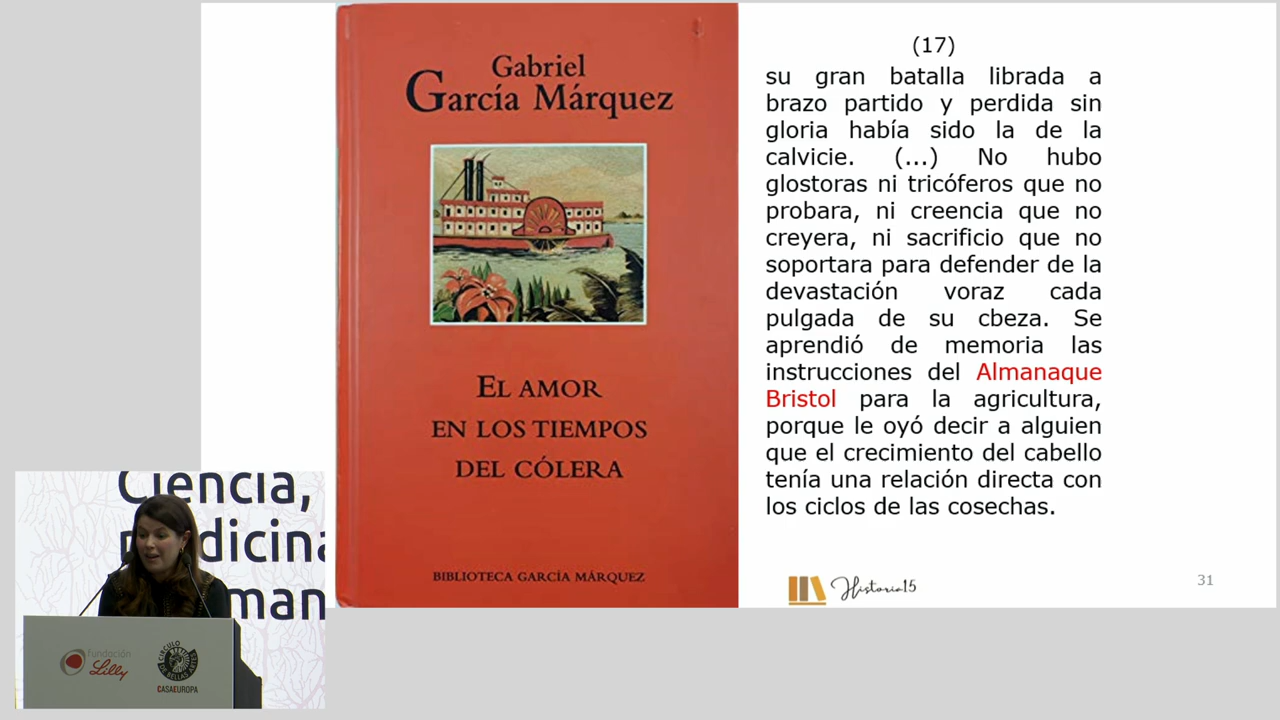 Gabriel
García Márquez
EL AMOR
EN LOS TIEMPOS
DEL CÓLERA
BIBLIOTECA GARCÍA MÁRQUEZ
(17)
su gran batalla librada a
brazo partido y perdida sin
gloria había sido la de la
calvicie. (...) No hubo
glostoras ni tricóferos que no
probara, ni creencia que no
creyera, ni sacrificio que no
soportara para defender de la
devastación voraz cada
pulgada de su cbeza. Se
aprendió de memoria las
instrucciones del Almanaque
Bristol para la agricultura,
porque le oyó decir a alguien
que el crecimiento del cabello
tenía una relación directa con
los ciclos de las cosechas.
Historia15
31
Ciencia,
dicina
man
fundación
Lilly
CÍRCULO
DE BELLAS ARTES
CASAEUROPA